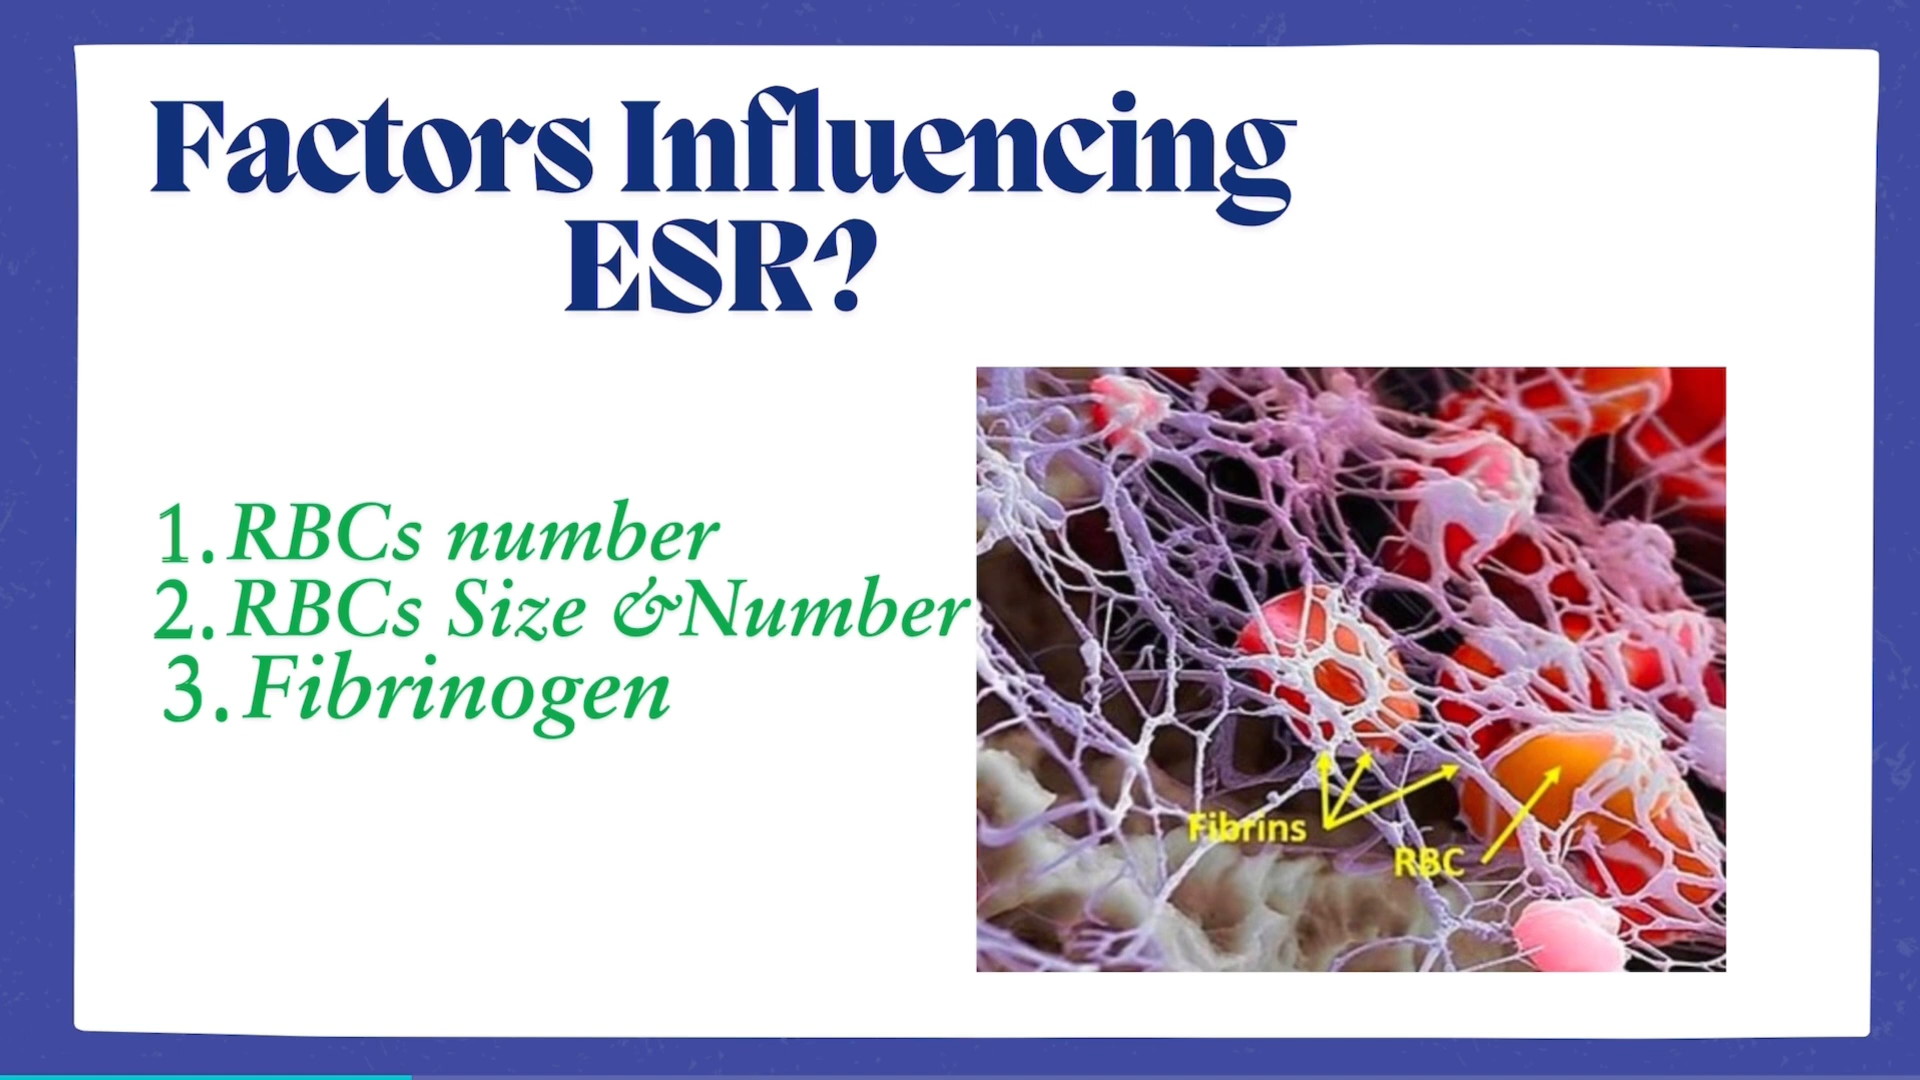 Factors Influencing
ESR?
1. RBCs number
2. RBCs Size &Number
3. Fibrinogen
Fibrins
RBC